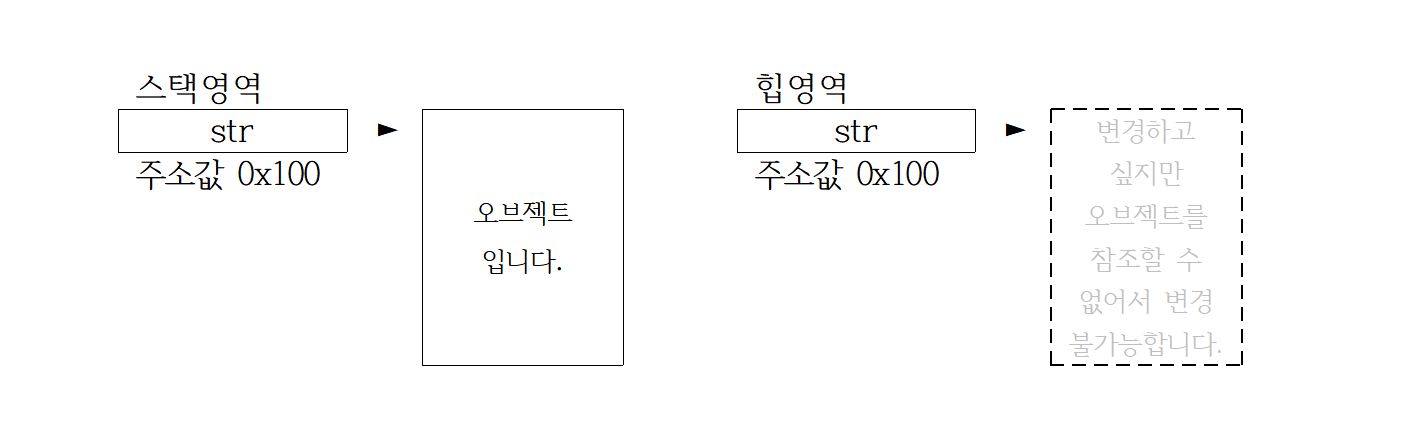 스택영역
str
주소값 0x100
오브젝트
입니다.
힙영역
str
주소값 0x100
변경하고
싶지만
오브젝트를
참조할 수
없어서 변경
불가능합니다.